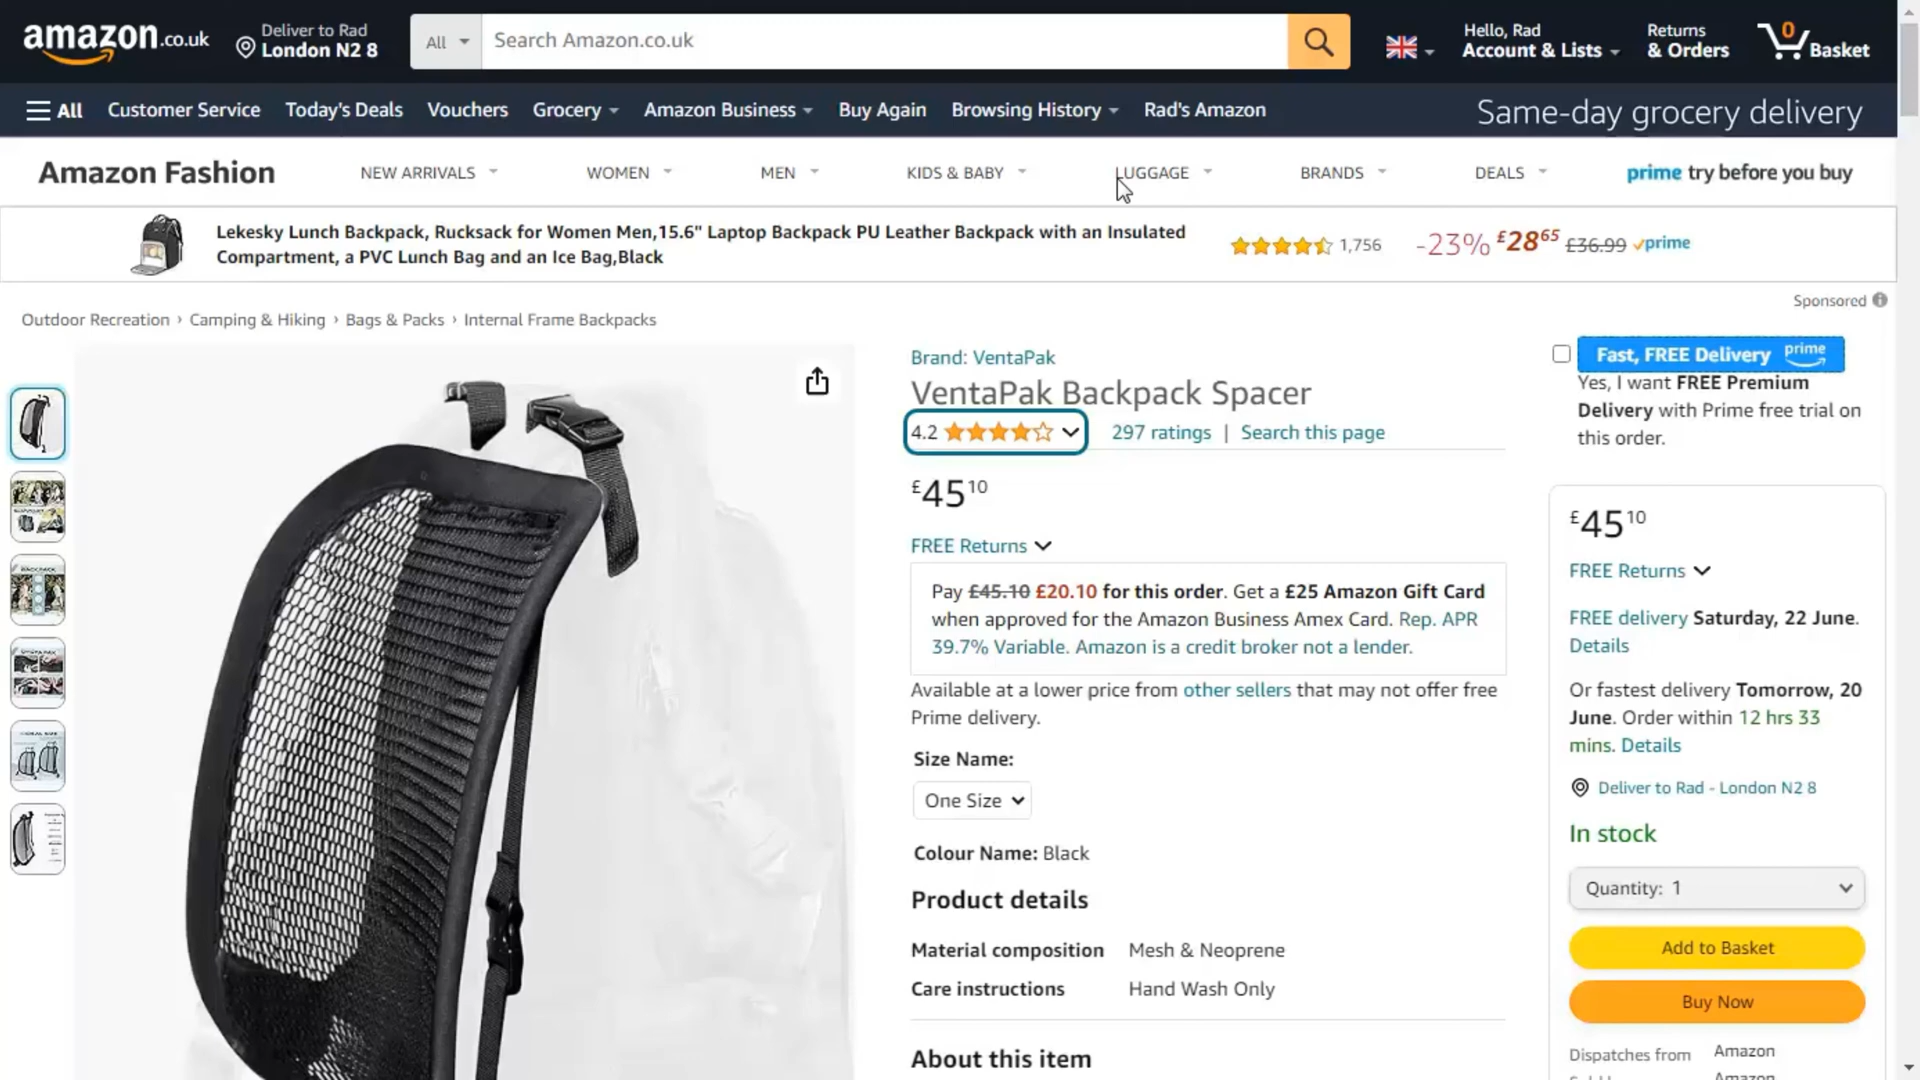 amazon.co.uk
Deliver to Rad
London N2 8
All
Search Amazon.co.uk
Hello, Rad
Account & Lists
Returns
& Orders
0
Basket
All
Customer Service
Today's Deals
Vouchers
Grocery
Amazon Business
Buy Again
Browsing History
Rad's Amazon
Same-day grocery delivery
Amazon Fashion
NEW ARRIVALS
WOMEN
MEN
KIDS & BABY
LUGGAGE
BRANDS
DEALS
prime try before you buy
Lekesky Lunch Backpack, Rucksack for Women Men,15.6" Laptop Backpack PU Leather Backpack with an Insulated
Compartment, a PVC Lunch Bag and an Ice Bag,Black
1,756
-23% £28 65 £36.99 prime
Sponsored
Outdoor Recreation › Camping & Hiking › Bags & Packs › Internal Frame Backpacks
Brand: VentaPak
VentaPak Backpack Spacer
4.2
297 ratings | Search this page
£45 10
FREE Returns
Pay £45.10 £20.10 for this order. Get a £25 Amazon Gift Card
when approved for the Amazon Business Amex Card. Rep. APR
39.7% Variable. Amazon is a credit broker not a lender.
Available at a lower price from other sellers that may not offer free
Prime delivery.
Size Name:
One Size
Colour Name: Black
Product details
Material composition Mesh & Neoprene
Care instructions Hand Wash Only
About this item
Fast, FREE Delivery prime
Yes, I want FREE Premium
Delivery with Prime free trial on
this order.
£45 10
FREE Returns
FREE delivery Saturday, 22 June.
Details
Or fastest delivery Tomorrow, 20
June. Order within 12 hrs 33
mins. Details
Deliver to Rad - London N2 8
In stock
Quantity: 1
Add to Basket
Buy Now
Dispatches from Amazon